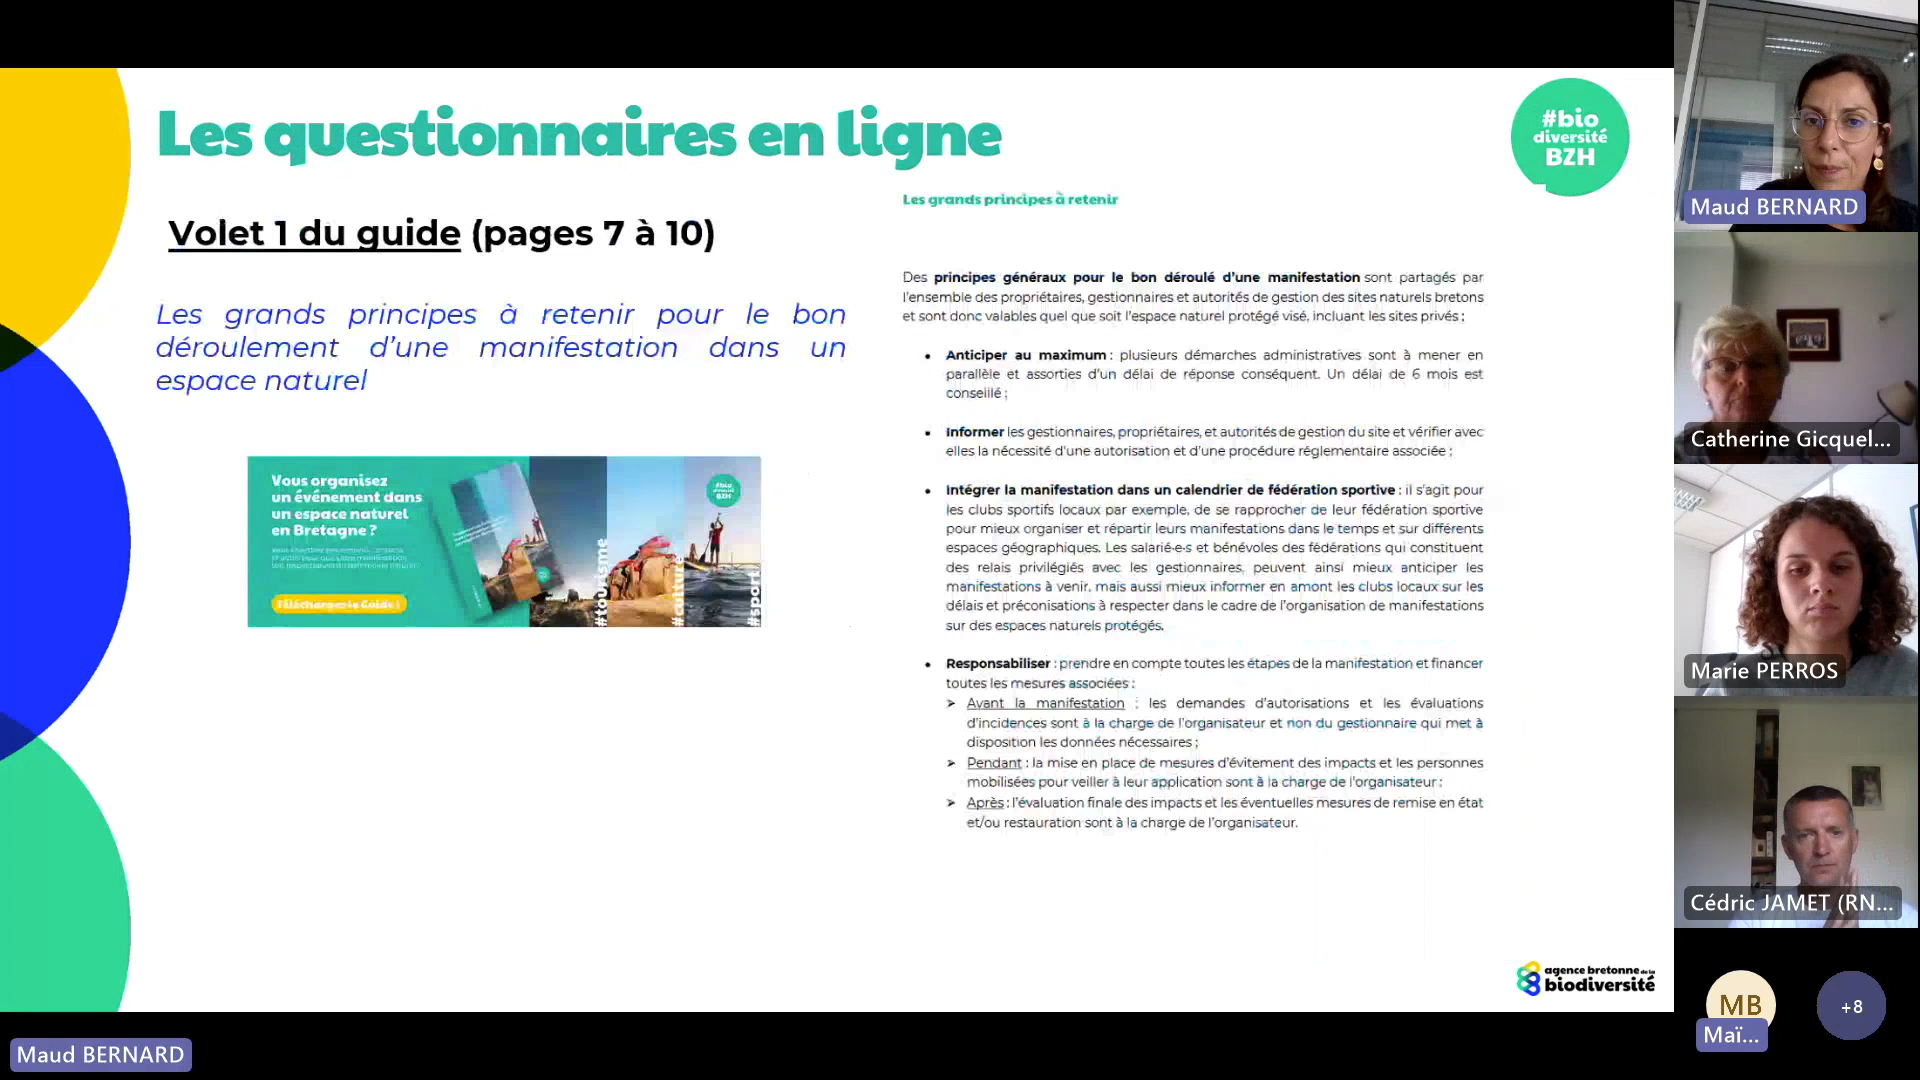 Les questionnaires en ligne
#bio
diversité
BZH
Volet 1 du guide (pages 7 à 10)
Les grands principes à retenir pour le bon
déroulement d'une manifestation dans un
espace naturel
Vous organisez
un événement dans
un espace naturel
en Bretagne ?
Téléchargez le Guide !
#tourisme
#culture
#sport
#bio
diversité
BZH
Les grands principes à retenir
Des principes généraux pour le bon déroulé d'une manifestation sont partagés par
l'ensemble des propriétaires, gestionnaires et autorités de gestion des sites naturels bretons
et sont donc valables quel que soit l'espace naturel protégé visé, incluant les sites privés :
• Anticiper au maximum : plusieurs démarches administratives sont à mener en
parallèle et assorties d'un délai de réponse conséquent. Un délai de 6 mois est
conseillé ;
• Informer les gestionnaires, propriétaires, et autorités de gestion du site et vérifier avec
elles la nécessité d'une autorisation et d'une procédure réglementaire associée ;
• Intégrer la manifestation dans un calendrier de fédération sportive : il s'agit pour
les clubs sportifs locaux par exemple, de se rapprocher de leur fédération sportive
pour mieux organiser et répartir leurs manifestations dans le temps et sur différents
espaces géographiques. Les salarié·e·s et bénévoles des fédérations qui constituent
des relais privilégiés avec les gestionnaires, peuvent ainsi mieux anticiper les
manifestations à venir, mais aussi mieux informer en amont les clubs locaux sur les
délais et préconisations à respecter dans le cadre de l'organisation de manifestations
sur des espaces naturels protégés.
• Responsabiliser : prendre en compte toutes les étapes de la manifestation et financer
toutes les mesures associées :
➢ Avant la manifestation : les demandes d'autorisations et les évaluations
d'incidences sont à la charge de l'organisateur et non du gestionnaire qui met à
disposition les données nécessaires ;
➢ Pendant : la mise en place de mesures d'évitement des impacts et les personnes
mobilisées pour veiller à leur application sont à la charge de l'organisateur ;
➢ Après : l'évaluation finale des impacts et les éventuelles mesures de remise en état
et/ou restauration sont à la charge de l'organisateur.
agence bretonne de la
biodiversité
Maud BERNARD
Catherine Gicquel...
Marie PERROS
Cédric JAMET (RN...
MB
Maï...
+8
Maud BERNARD